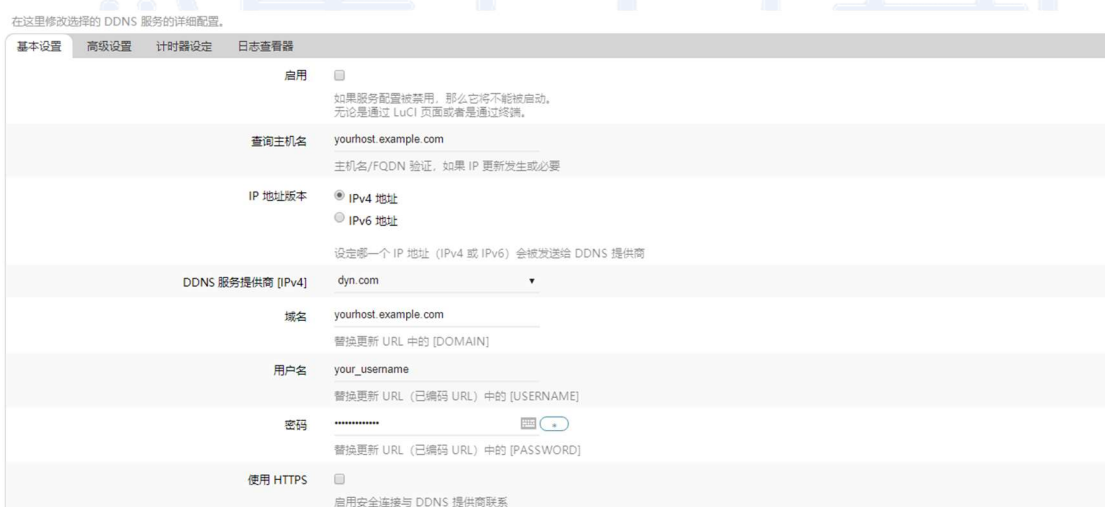 在这里修改选择的 DDNS 服务的详细配置。
基本设置 高级设置 计时器设定 日志查看器
启用
如果服务配置被禁用，那么它将不能被启动。
无论是通过 LuCI 页面或者是通过终端。
查询主机名 yourhost.example.com
主机名/FQDN 验证，如果 IP 更新发生或必要
IP 地址版本 IPv4 地址
IPv6 地址
设定哪一个 IP 地址（IPv4 或 IPv6）会被发送给 DDNS 提供商
DDNS 服务提供商 [IPv4] dyn.com
域名 yourhost.example.com
替换更新 URL 中的 [DOMAIN]
用户名 your_username
替换更新 URL（已编码 URL）中的 [USERNAME]
密码 •••••••••••••
替换更新 URL（已编码 URL）中的 [PASSWORD]
使用 HTTPS
启用安全连接与 DDNS 提供商联系